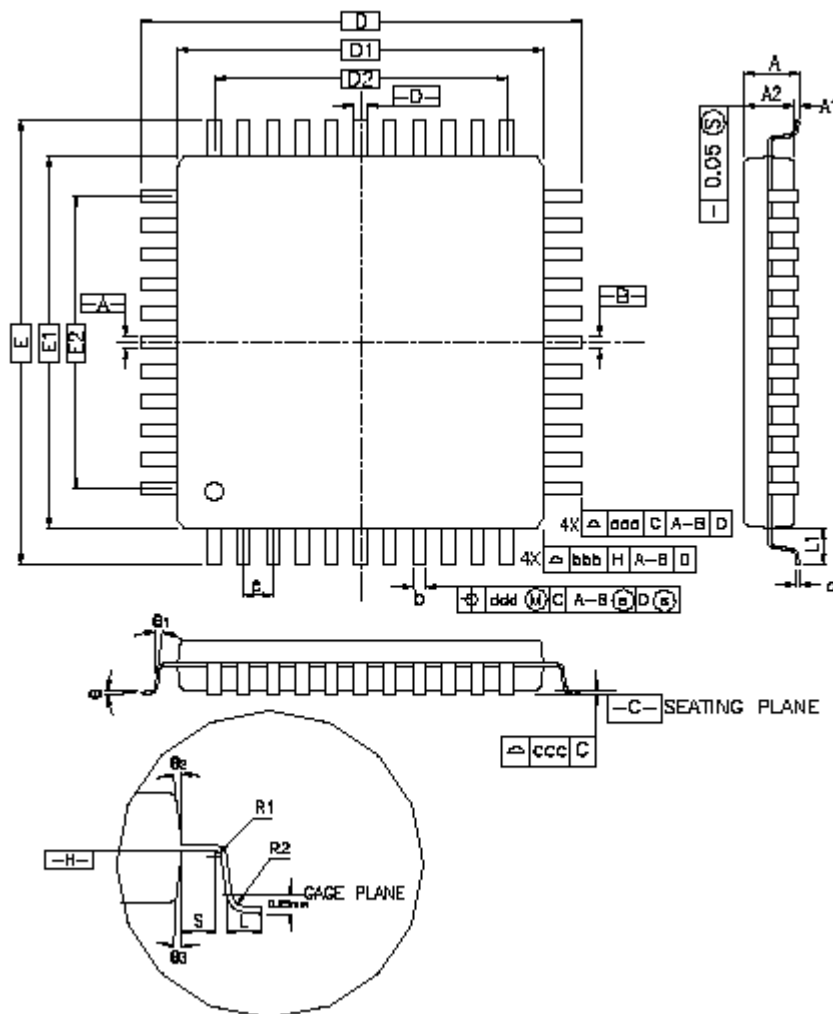 D
D1
D2
-D-
A
A2
A1
0.05 S
-A-
-B-
E
E1
E2
4X C A-B D
4X bbb H A-B D
e
b
ddd M C A-B S D S
L1
c
θ1
θ
-C- SEATING PLANE
ccc C
θ2
R1
-H-
R2
GAGE PLANE
S
L
θ3